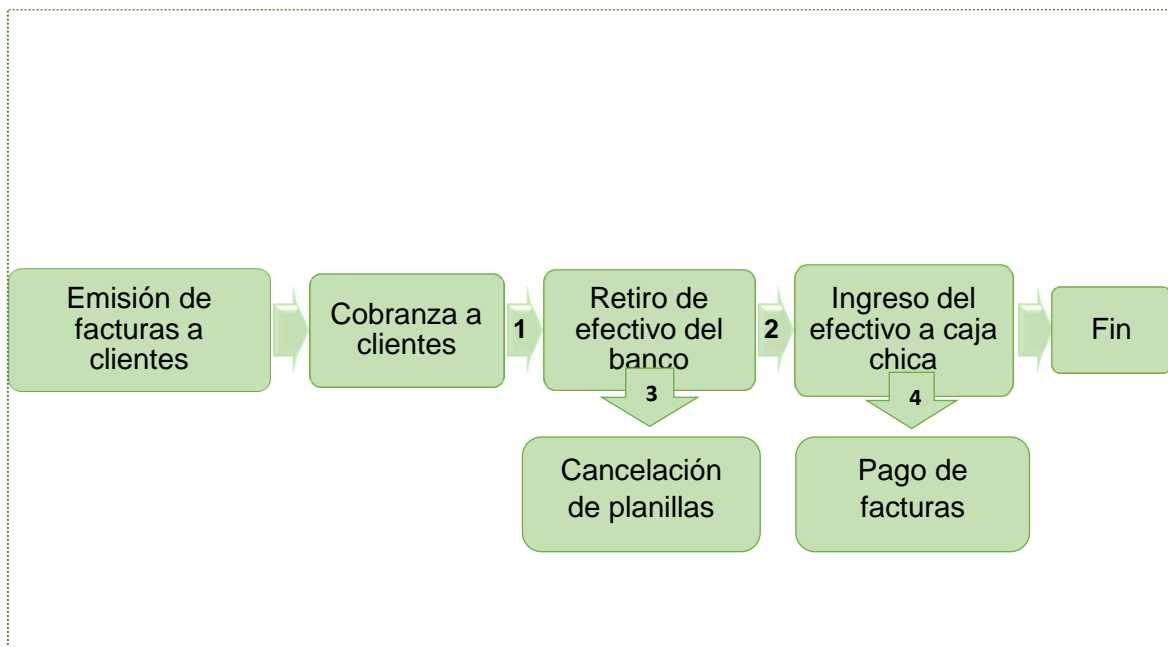 Emisión de
facturas a
clientes
Cobranza a
clientes
1
Retiro de
efectivo del
banco
2
Ingreso del
efectivo a caja
chica
Fin
3
4
Cancelación
de planillas
Pago de
facturas